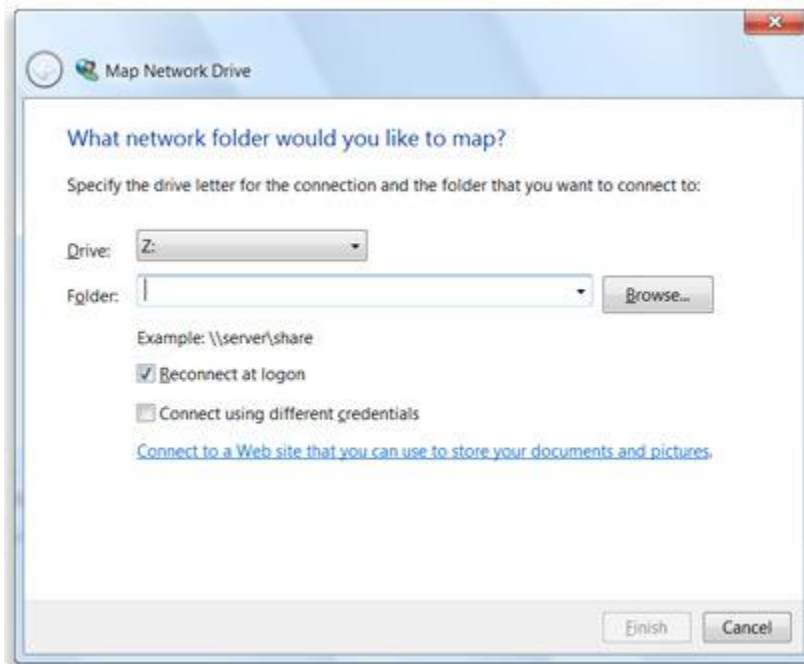 Map Network Drive
What network folder would you like to map?
Specify the drive letter for the connection and the folder that you want to connect to:
Drive: Z:
Folder: Browse...
Example: \\server\share
Reconnect at logon
Connect using different credentials
Connect to a Web site that you can use to store your documents and pictures.
Finish Cancel